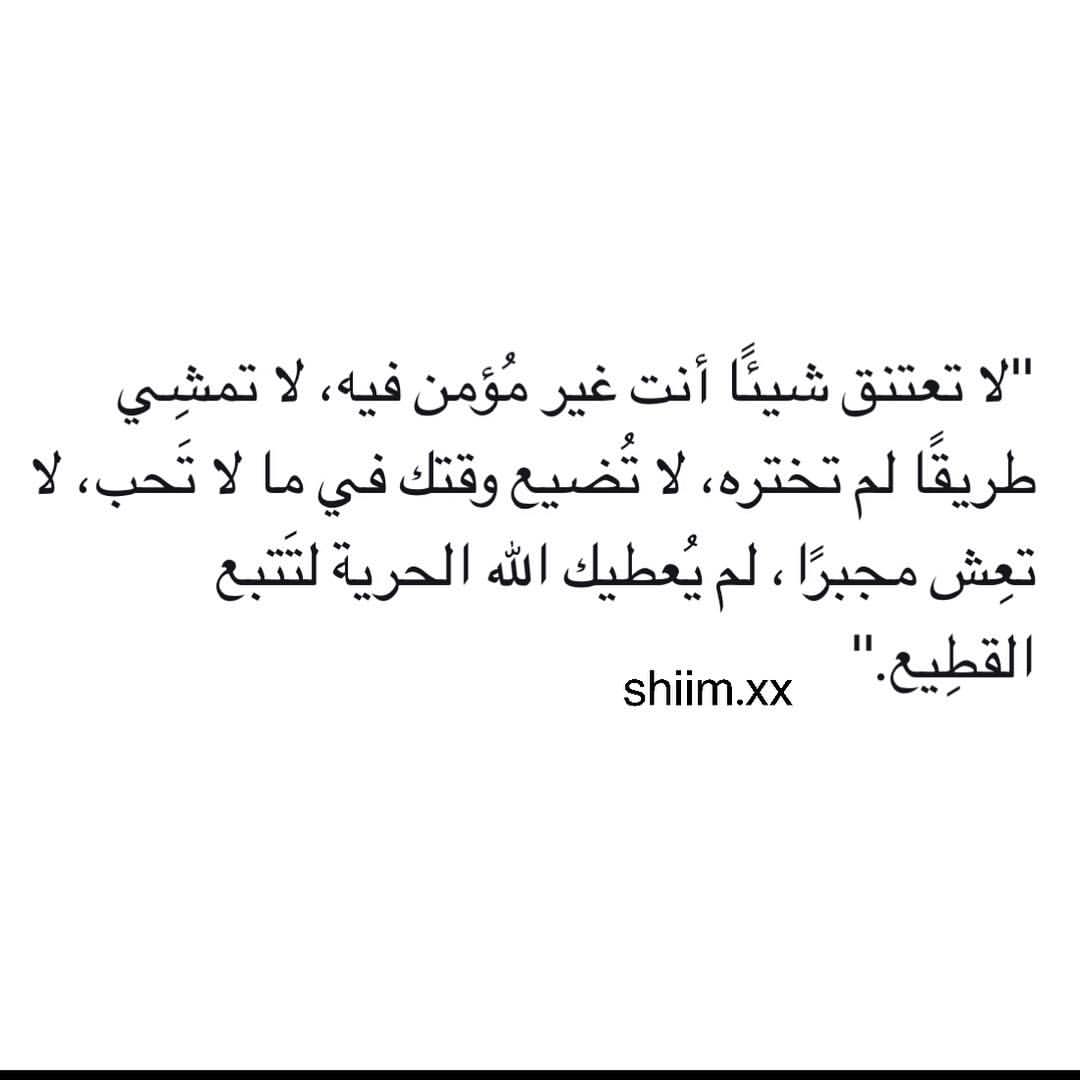 "لا تعتنق شيئًا أنت غير مُؤمن فيه، لا تمشِي
طريقًا لم تختره، لا تُضيع وقتك في ما لا تَحب، لا
تعِش مجبرًا ، لم يُعطيك الله الحرية لتَتبع
القطِيع."
shiim.xx